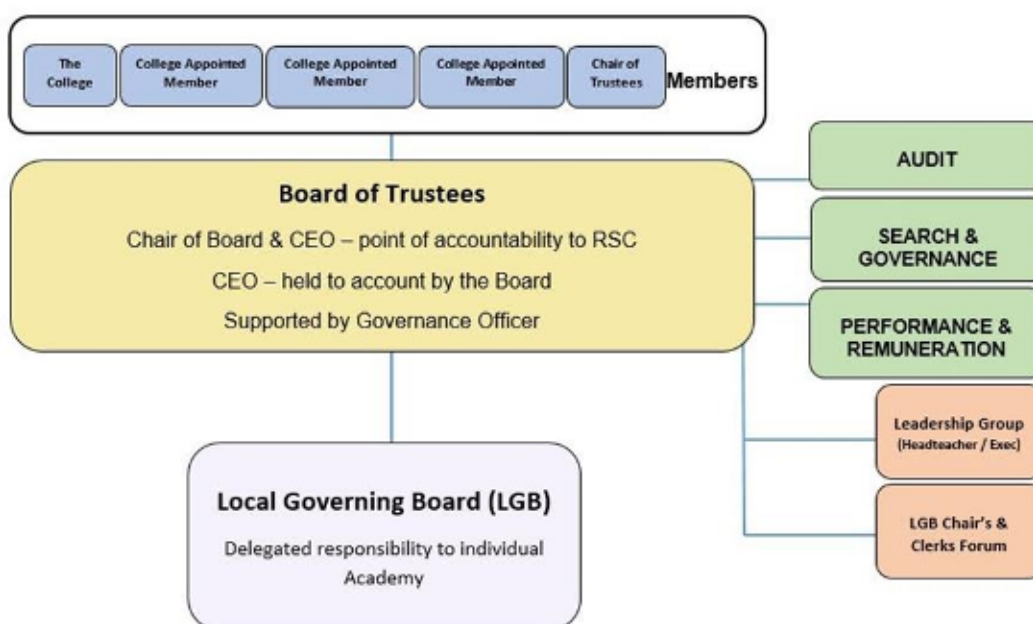 The
College
College Appointed
Member
College Appointed
Member
College Appointed
Member
Chair of
Trustees
Members
Board of Trustees
Chair of Board & CEO – point of accountability to RSC
CEO – held to account by the Board
Supported by Governance Officer
AUDIT
SEARCH &
GOVERNANCE
PERFORMANCE &
REMUNERATION
Leadership Group
(Headteacher / Exec)
LGB Chair's &
Clerks Forum
Local Governing Board (LGB)
Delegated responsibility to individual
Academy